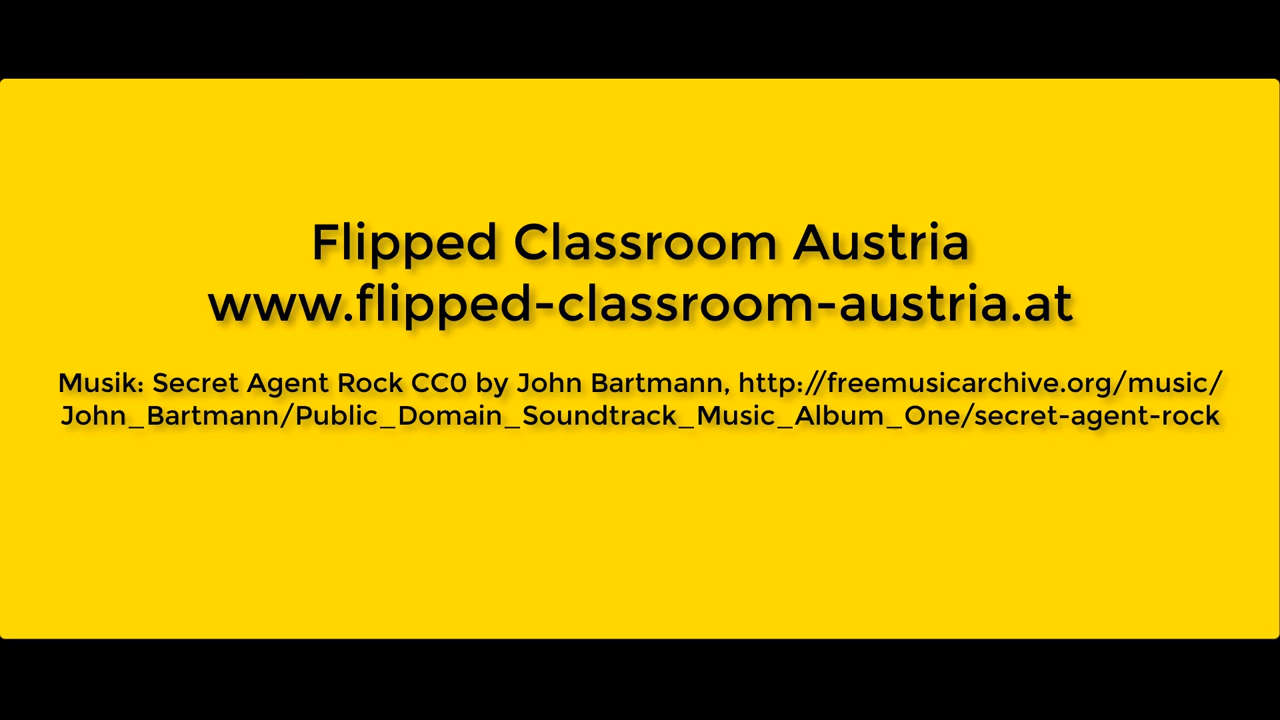 Flipped Classroom Austria
www.flipped-classroom-austria.at
Musik: Secret Agent Rock CC0 by John Bartmann, http://freemusicarchive.org/music/
John_Bartmann/Public_Domain_Soundtrack_Music_Album_One/secret-agent-rock